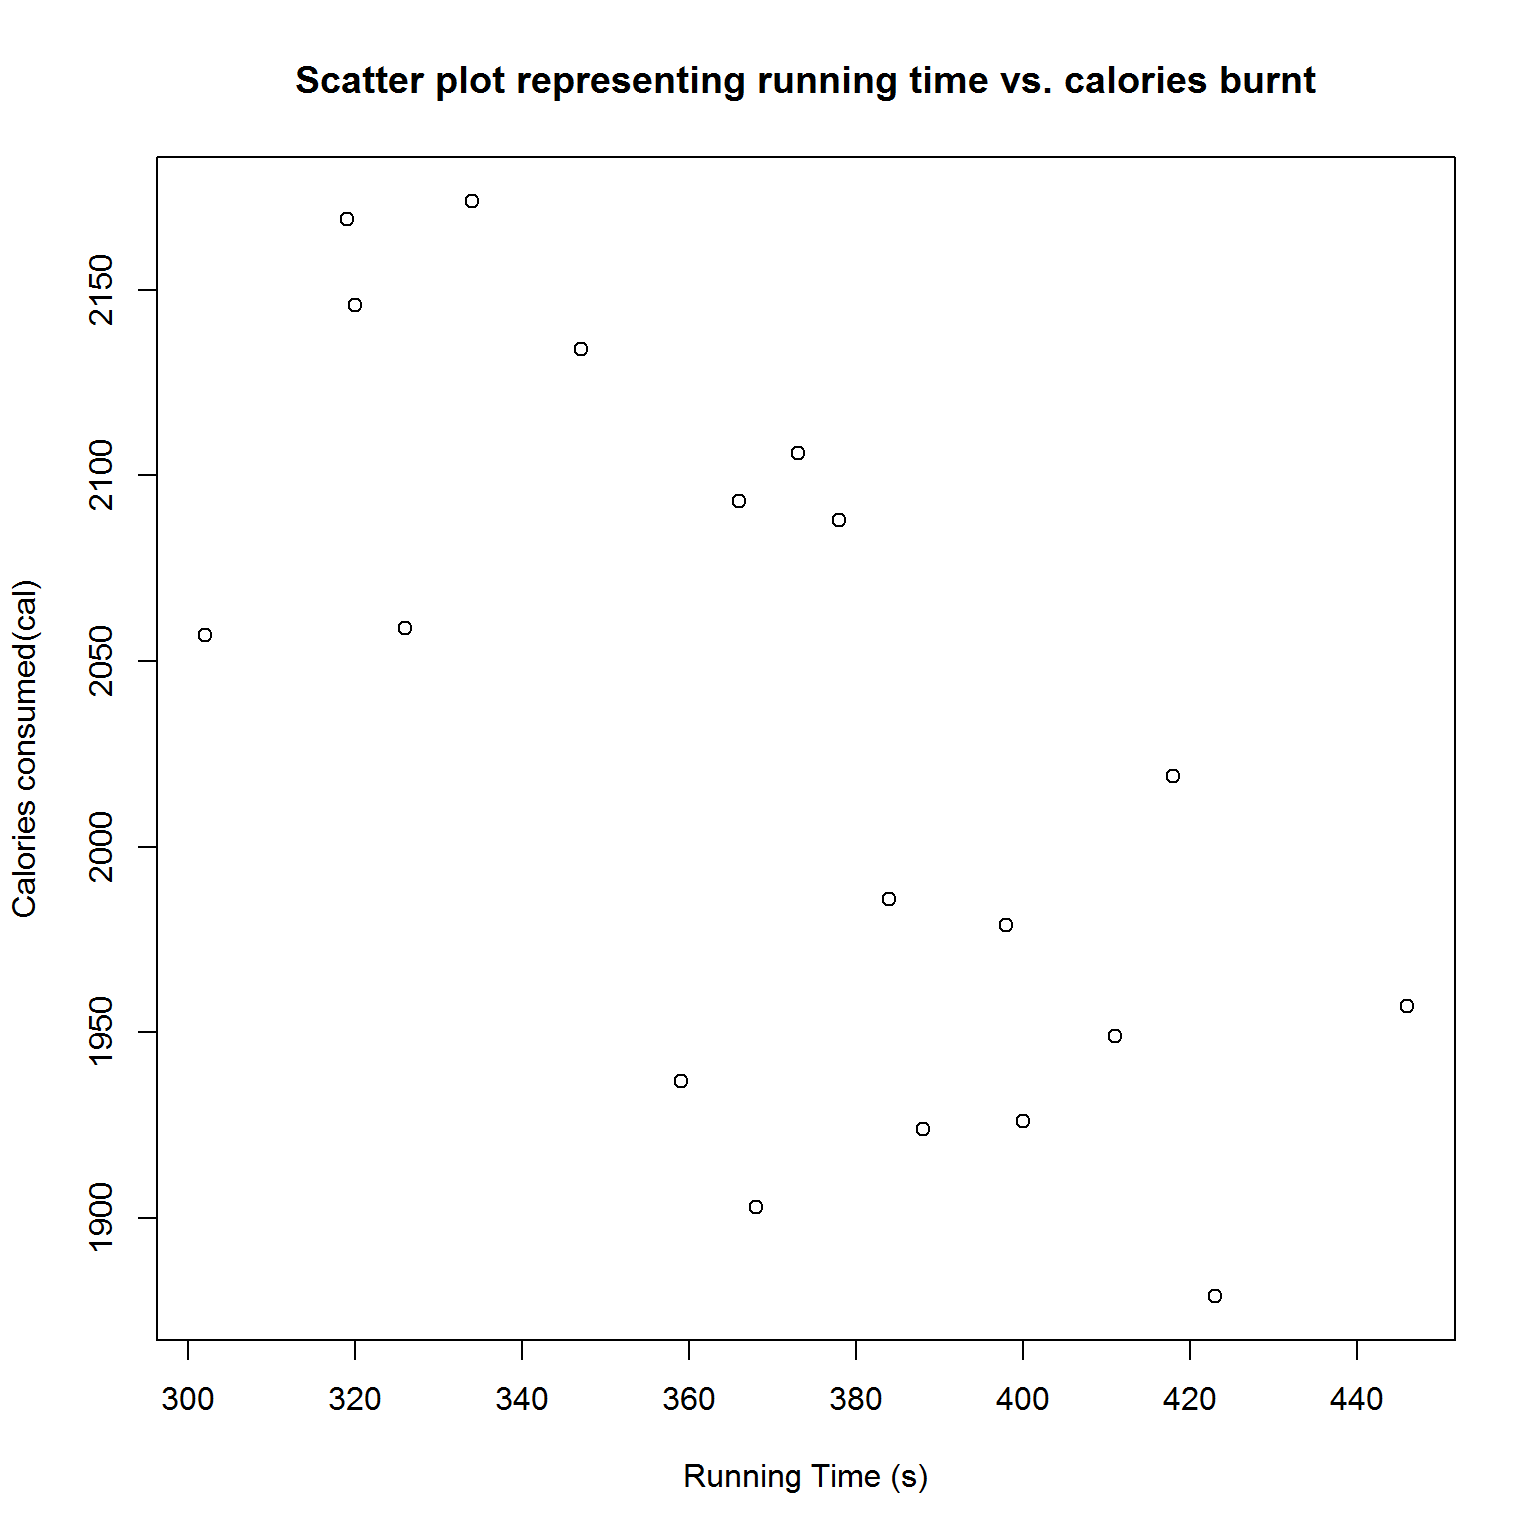 Scatter plot representing running time vs. calories burnt
Calories consumed(cal)
2150
2100
2050
2000
1950
1900
300 320 340 360 380 400 420 440
Running Time (s)